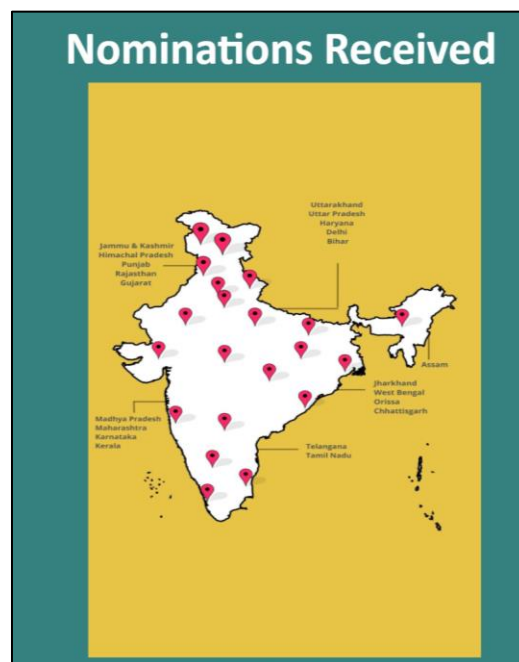 Nominations Received
Uttarakhand
Uttar Pradesh
Haryana
Delhi
Bihar
Jammu & Kashmir
Himachal Pradesh
Punjab
Rajasthan
Gujarat
Assam
Jharkhand
West Bengal
Orissa
Chhattisgarh
Madhya Pradesh
Maharashtra
Karnataka
Kerala
Telangana
Tamil Nadu